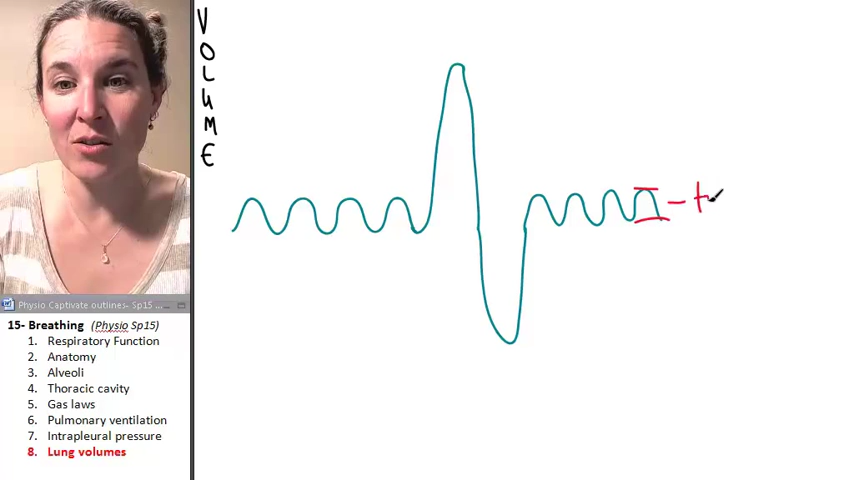 VOLUME
Physio Captivate outlines- Sp15 ...
15- Breathing (Physio Sp15)
1. Respiratory Function
2. Anatomy
3. Alveoli
4. Thoracic cavity
5. Gas laws
6. Pulmonary ventilation
7. Intrapleural pressure
8. Lung volumes